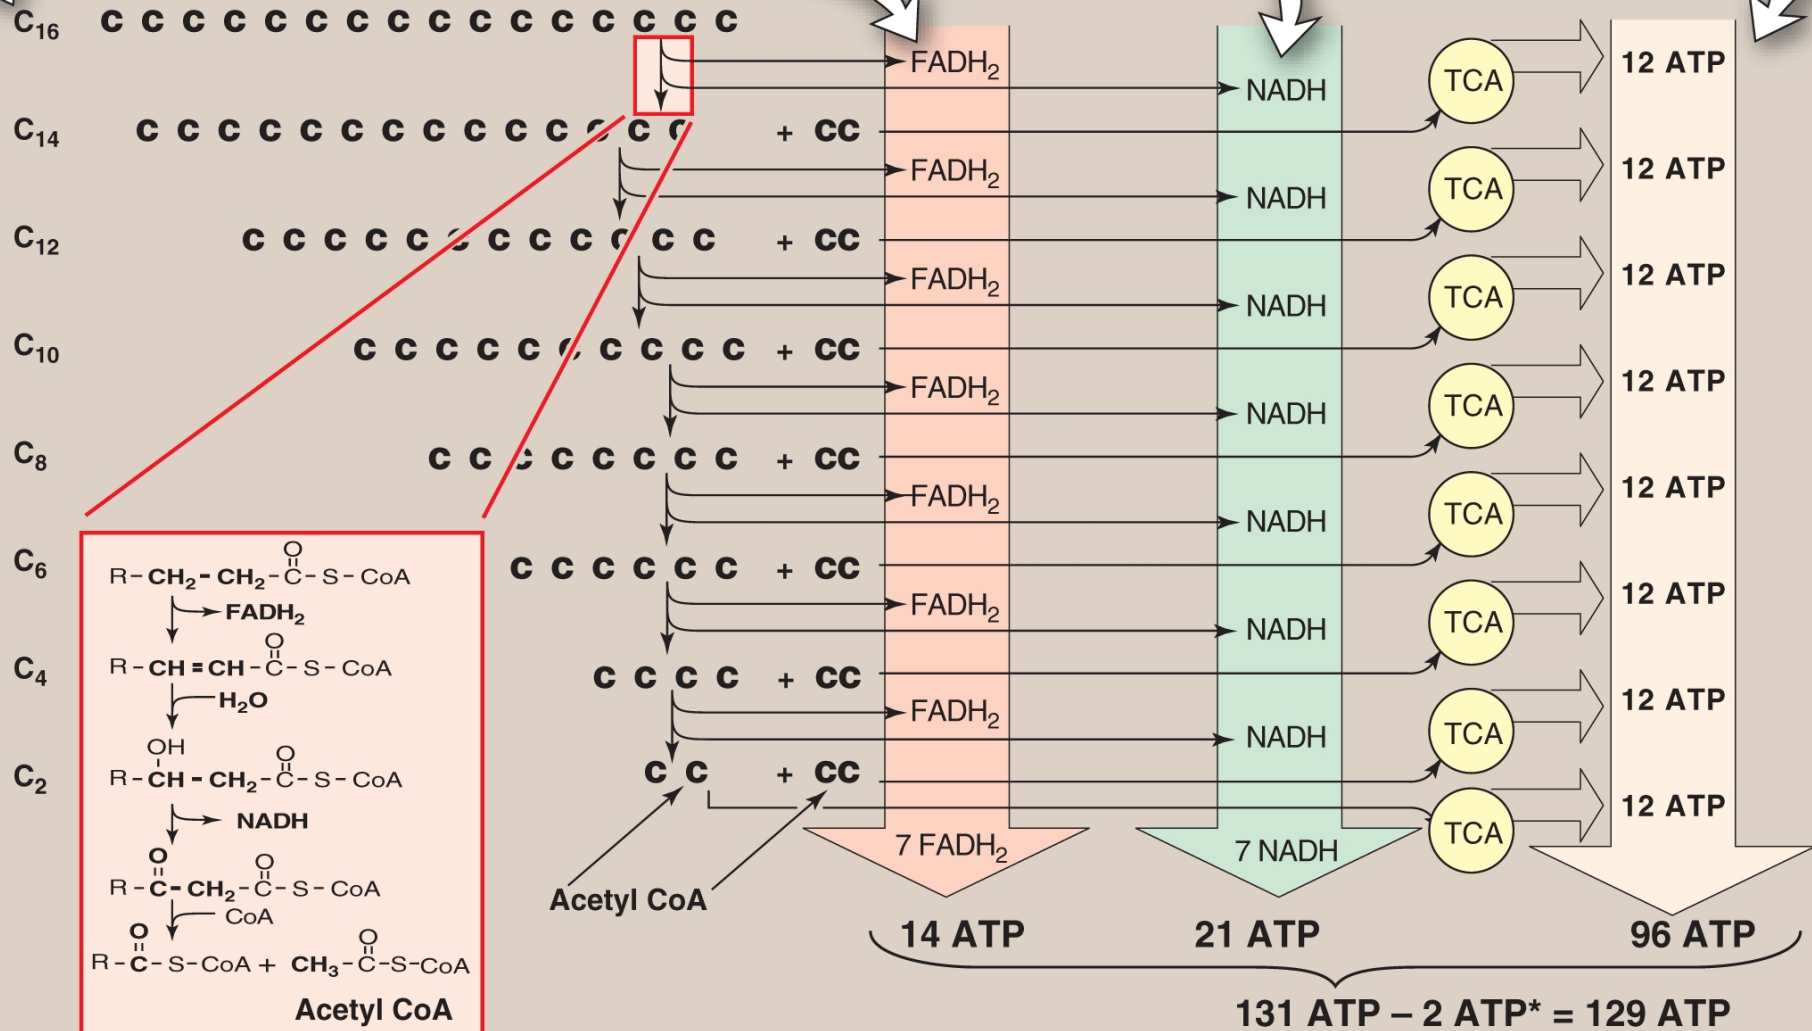 C16 C C C C C C C C C C C C C C C C
FADH2
NADH
TCA
12 ATP
C14 C C C C C C C C C C C C C C + CC
FADH2
NADH
TCA
12 ATP
C12 C C C C C C C C C C C C + CC
FADH2
NADH
TCA
12 ATP
C10 C C C C C C C C C C + CC
FADH2
NADH
TCA
12 ATP
C8 C C C C C C C C + CC
FADH2
NADH
TCA
12 ATP
C6 C C C C C C + CC
FADH2
NADH
TCA
12 ATP
C4 C C C C + CC
FADH2
NADH
TCA
12 ATP
C2 C C + CC
TCA
12 ATP
Acetyl CoA
7 FADH2
7 NADH
14 ATP
21 ATP
96 ATP
131 ATP – 2 ATP* = 129 ATP
O
R–CH2–CH2–C–S–CoA
FADH2
O
R–CH=CH–C–S–CoA
H2O
OH O
R–CH–CH2–C–S–CoA
NADH
O O
R–C–CH2–C–S–CoA
CoA
O O
R–C–S–CoA + CH3–C–S–CoA
Acetyl CoA